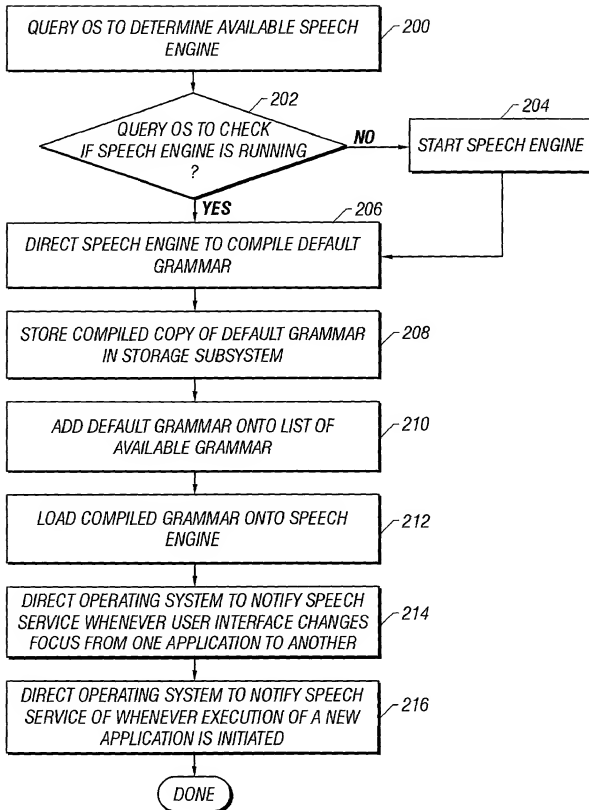 QUERY OS TO DETERMINE AVAILABLE SPEECH
ENGINE
200
202
QUERY OS TO CHECK
IF SPEECH ENGINE IS RUNNING
?
NO
204
START SPEECH ENGINE
YES
206
DIRECT SPEECH ENGINE TO COMPILE DEFAULT
GRAMMAR
STORE COMPILED COPY OF DEFAULT GRAMMAR
IN STORAGE SUBSYSTEM
208
ADD DEFAULT GRAMMAR ONTO LIST OF
AVAILABLE GRAMMAR
210
LOAD COMPILED GRAMMAR ONTO SPEECH
ENGINE
212
DIRECT OPERATING SYSTEM TO NOTIFY SPEECH
SERVICE WHENEVER USER INTERFACE CHANGES
FOCUS FROM ONE APPLICATION TO ANOTHER
214
DIRECT OPERATING SYSTEM TO NOTIFY SPEECH
SERVICE OF WHENEVER EXECUTION OF A NEW
APPLICATION IS INITIATED
216
DONE